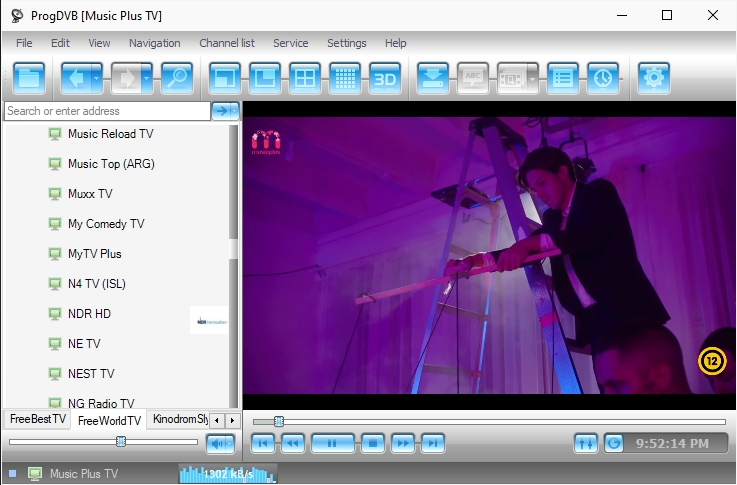 ProgDVB [Music Plus TV]
File Edit View Navigation Channel list Service Settings Help
3D ABC
Search or enter address
Music Reload TV
Music Top (ARG)
Muxx TV
My Comedy TV
MyTV Plus
N4 TV (ISL)
NDR HD
NE TV
NEST TV
NG Radio TV
12
FreeBestTV FreeWorldTV KinodromSly
9:52:14 PM
Music Plus TV 1302 kB/s